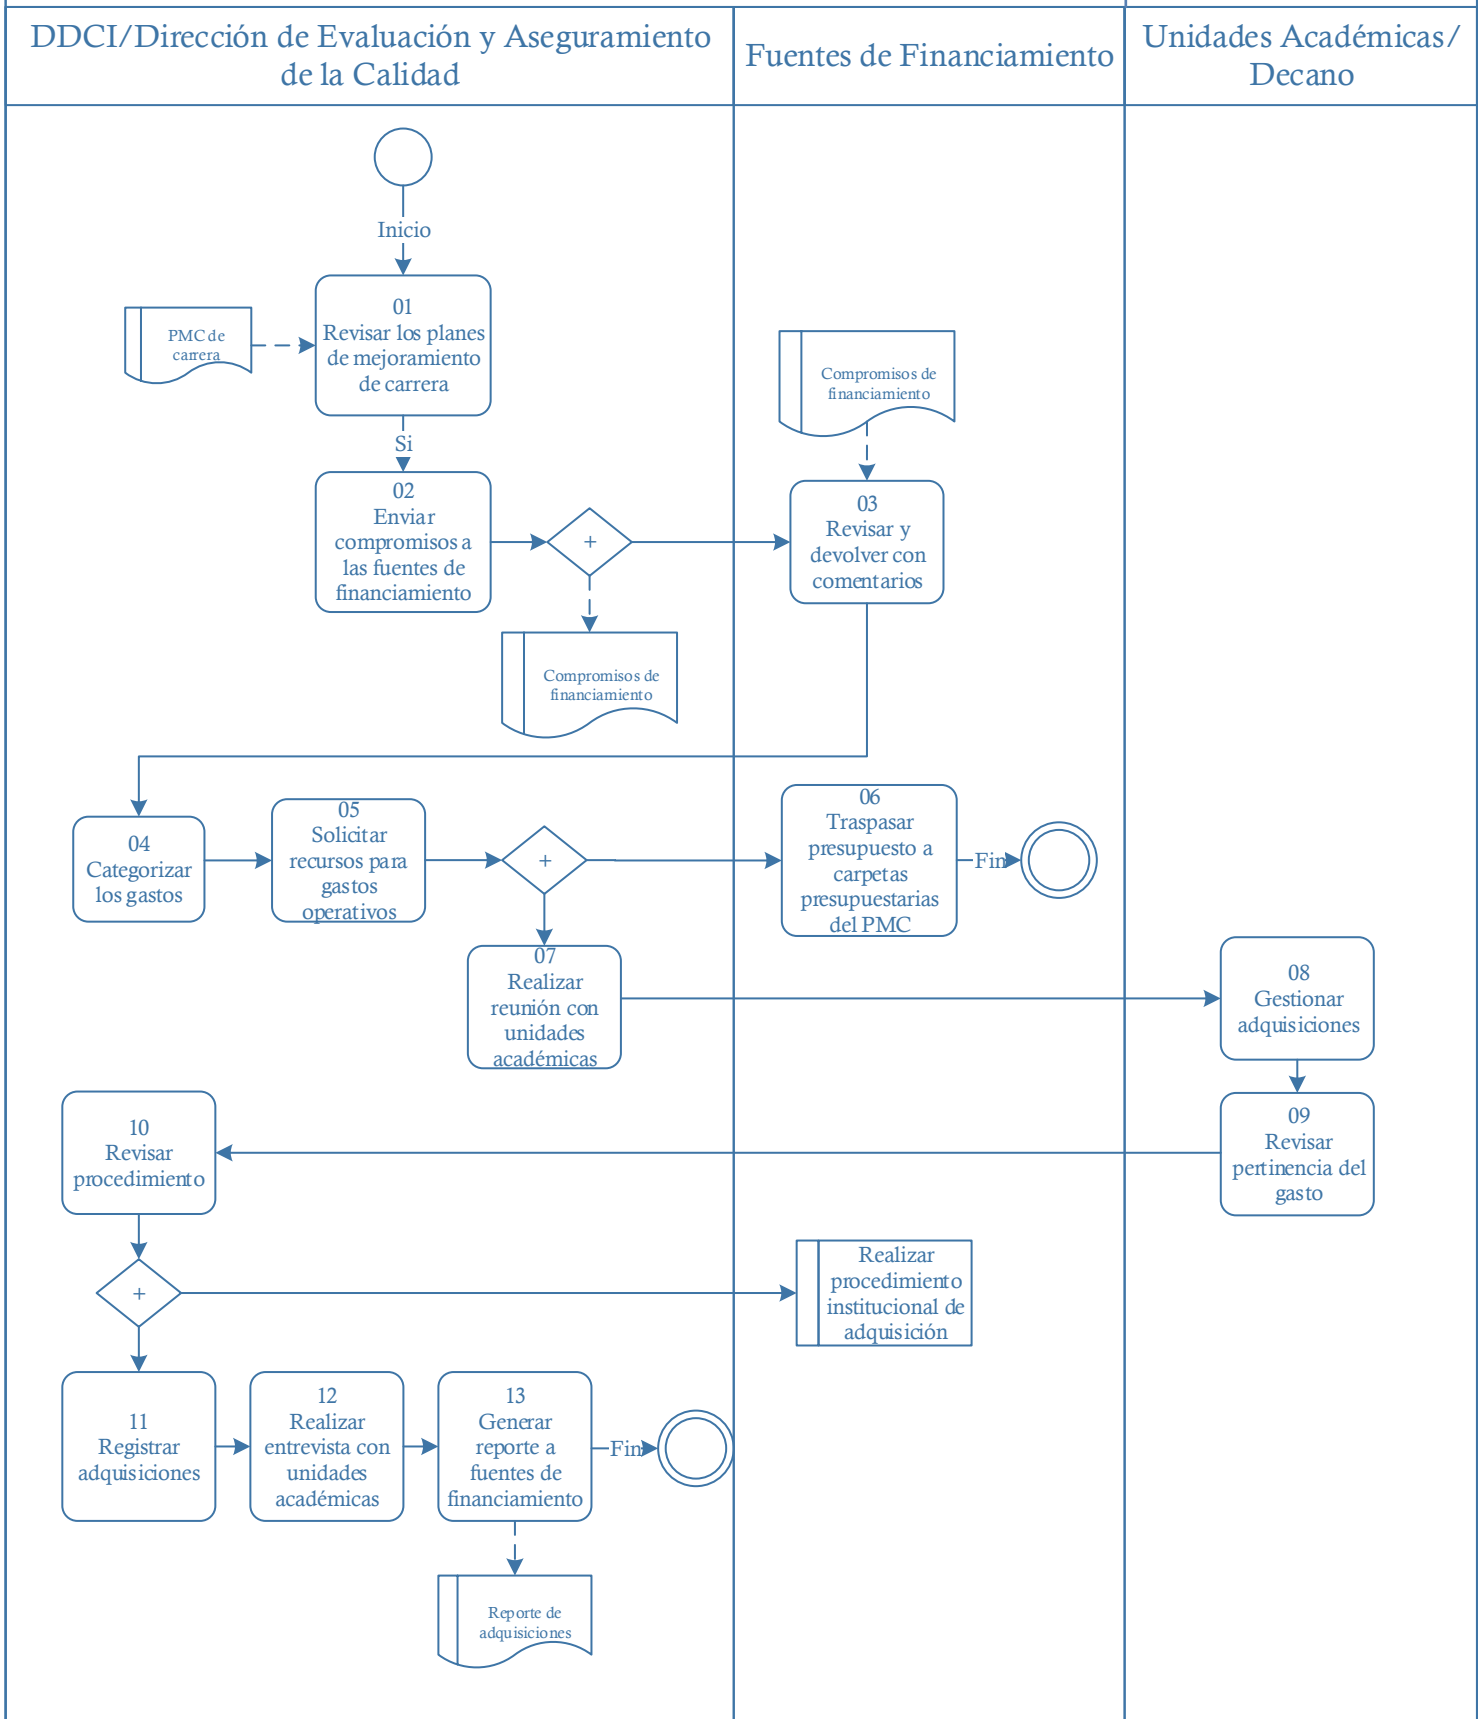 DDCI/Dirección de Evaluación y Aseguramiento
de la Calidad
Fuentes de Financiamiento
Unidades Académicas/
Decano
Inicio
01
Revisar los planes
de mejoramiento
de carrera
PMC de
carrera
Si
02
Enviar
compromisos a
las fuentes de
financiamiento
+
Compromisos de
financiamiento
Compromisos de
financiamiento
03
Revisar y
devolver con
comentarios
04
Categorizar
los gastos
05
Solicitar
recursos para
gastos
operativos
+
06
Traspasar
presupuesto a
carpetas
presupuestarias
del PMC
Fin
07
Realizar
reunión con
unidades
académicas
08
Gestionar
adquisiciones
09
Revisar
pertinencia del
gasto
10
Revisar
procedimiento
+
Realizar
procedimiento
institucional de
adquisición
11
Registrar
adquisiciones
12
Realizar
entrevista con
unidades
académicas
13
Generar
reporte a
fuentes de
financiamiento
Fin
Reporte de
adquisiciones